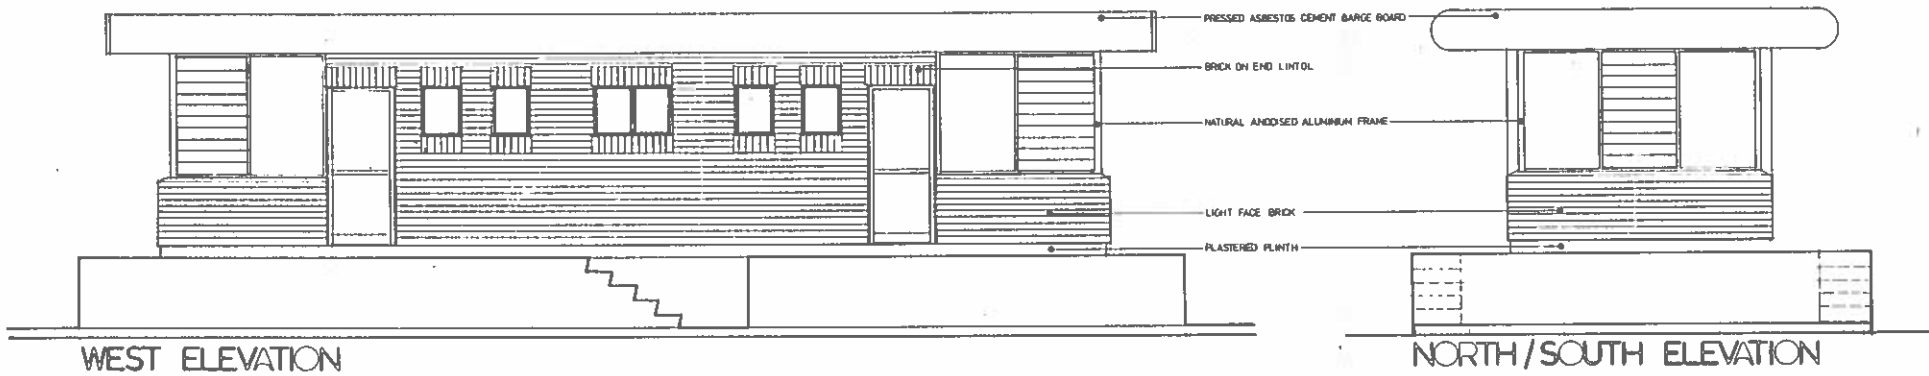 PRESSED ASBESTOS CEMENT BARGE BOARD
BRICK ON END LINTOL
NATURAL ANODISED ALUMINIUM FRAME
LIGHT FACE BRICK
PLASTERED PLINTH
WEST ELEVATION
NORTH/SOUTH ELEVATION